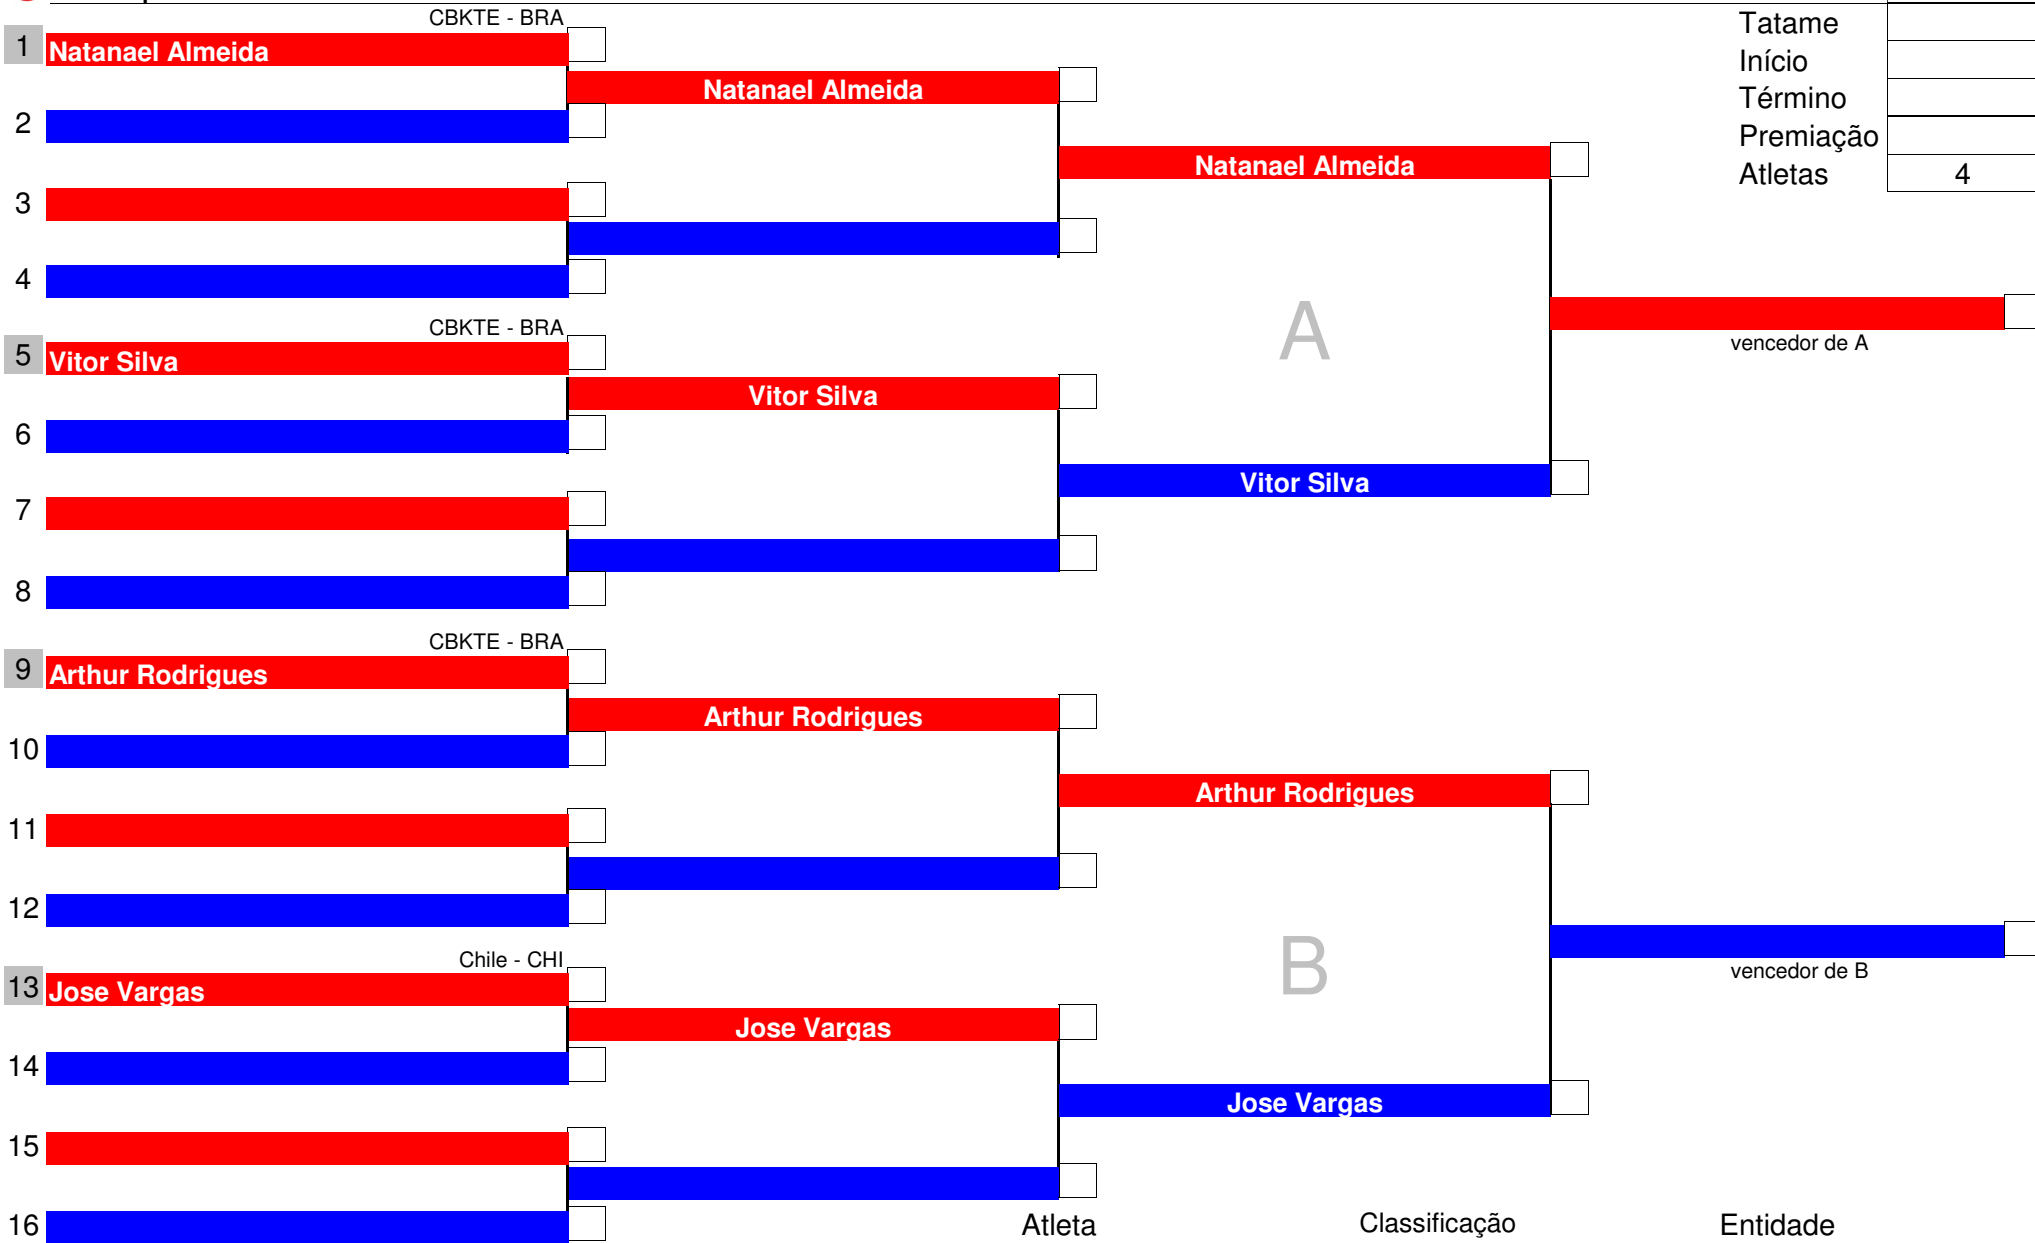 CBKTE - BRA
Tatame
1 Natanael Almeida
Início
Natanael Almeida
Término
2
Premiação
Natanael Almeida
Atletas 4
3
4
CBKTE - BRA
A
vencedor de A
5 Vitor Silva
Vitor Silva
6
Vitor Silva
7
8
CBKTE - BRA
9 Arthur Rodrigues
Arthur Rodrigues
10
Arthur Rodrigues
11
12
Chile - CHI
B
vencedor de B
13 Jose Vargas
Jose Vargas
14
Jose Vargas
15
16
Atleta Classificação Entidade